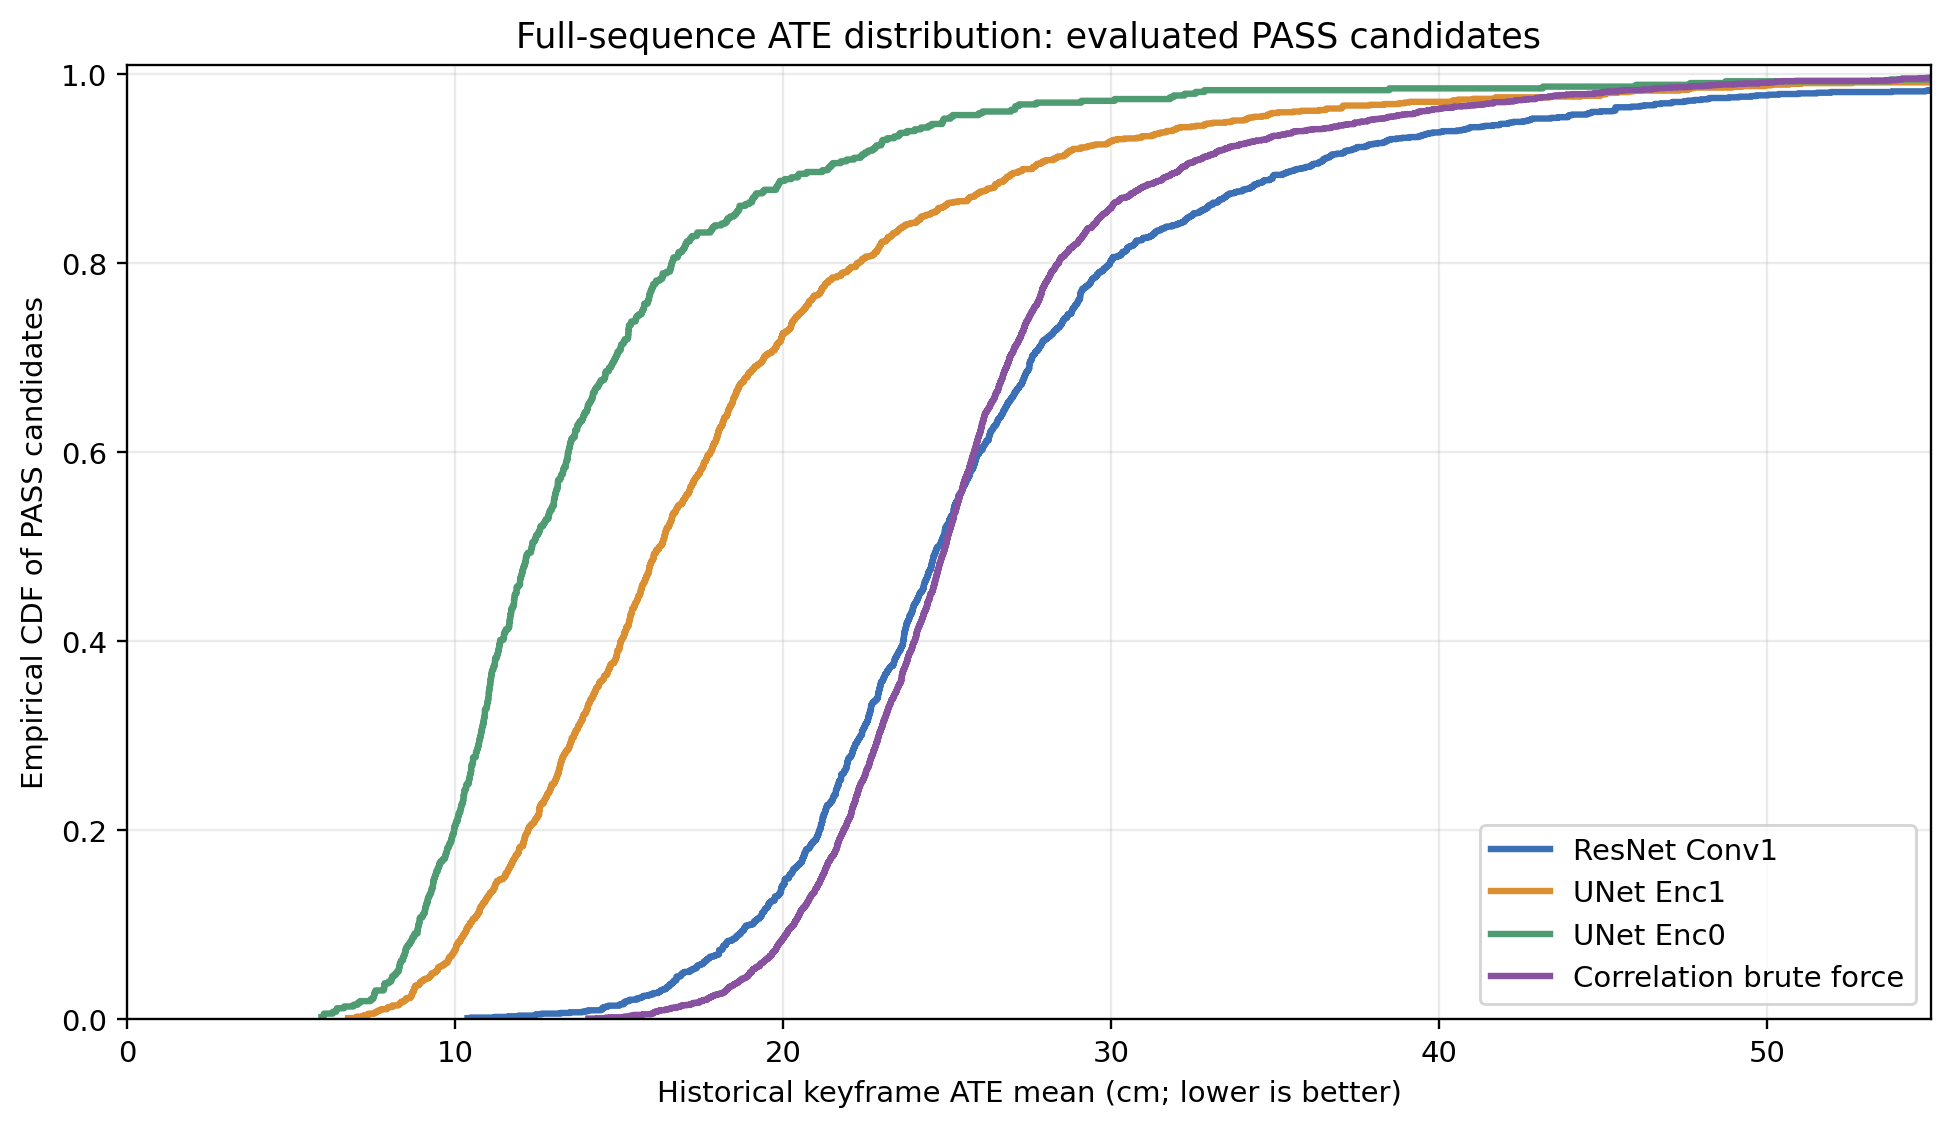 Full-sequence ATE distribution: evaluated PASS candidates
Empirical CDF of PASS candidates
1.0
0.8
0.6
0.4
0.2
0.0
0
10
20
30
40
50
Historical keyframe ATE mean (cm; lower is better)
ResNet Conv1
UNet Enc1
UNet Enc0
Correlation brute force